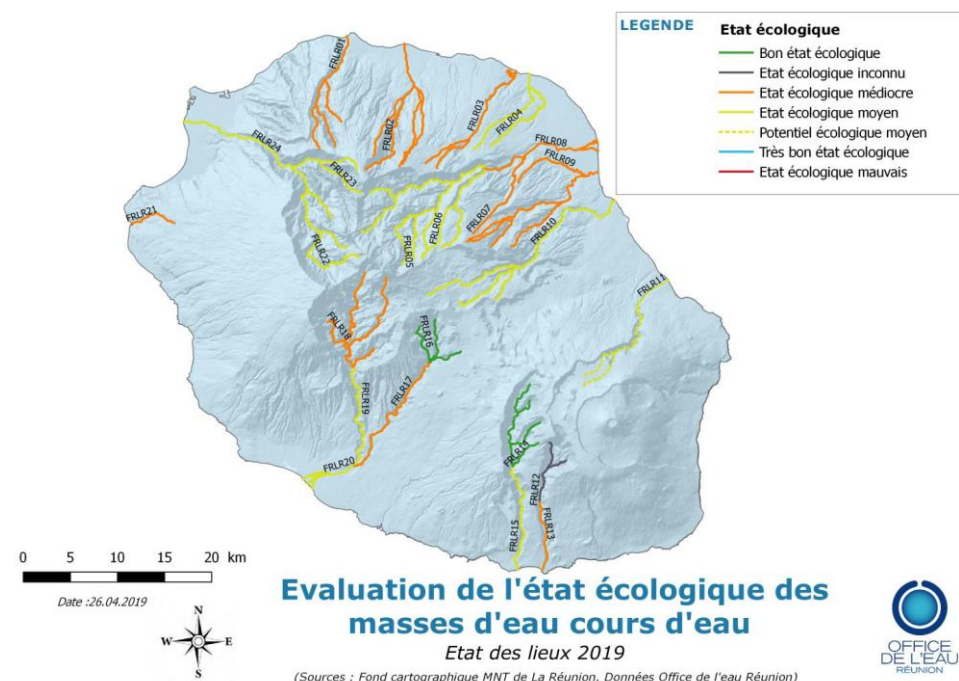 LEGENDE
Etat écologique
Bon état écologique
Etat écologique inconnu
Etat écologique médiocre
Etat écologique moyen
Potentiel écologique moyen
Très bon état écologique
Etat écologique mauvais
FRLR01
FRLR02
FRLR03
FRLR04
FRLR24
FRLR23
FRLR08
FRLR09
FRLR21
FRLR22
FRLR05
FRLR06
FRLR07
FRLR10
FRLR11
FRLR18
FRLR16
FRLR19
FRLR17
FRLR20
FRLR14
FRLR12
FRLR15
FRLR13
0 5 10 15 20 km
Date :26.04.2019
N
W E
S
Evaluation de l'état écologique des
masses d'eau cours d'eau
Etat des lieux 2019
(Sources : Fond cartographique MNT de La Réunion, Données Office de l'eau Réunion)
OFFICE
DE L'EAU
RÉUNION